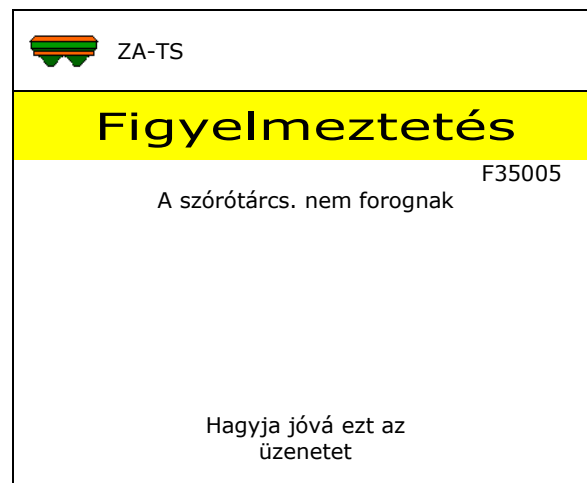 ZA-TS
Figyelmeztetés
F35005
A szórótárcs. nem forognak
Hagyja jóvá ezt az
üzenetet